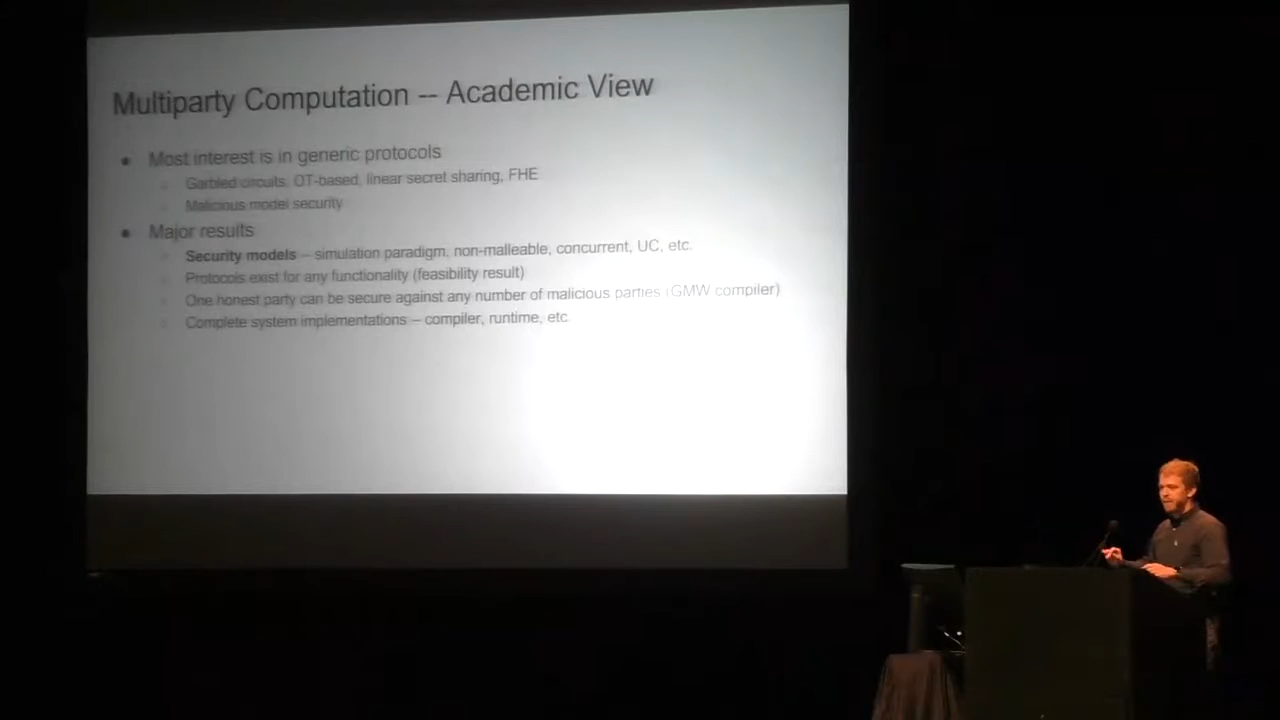 Multiparty Computation -- Academic View
● Most interest is in generic protocols
○ Garbled circuits, OT-based, linear secret sharing, FHE
○ Malicious model security
● Major results
○ Security models – simulation paradigm, non-malleable, concurrent, UC, etc.
○ Protocols exist for any functionality (feasibility result)
○ One honest party can be secure against any number of malicious parties (GMW compiler)
○ Complete system implementations – compiler, runtime, etc